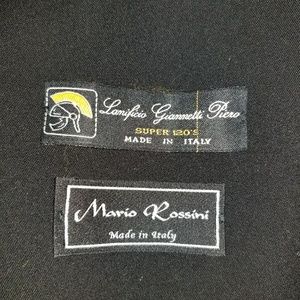 Lanificio Giannetti Piero
SUPER 120'S
MADE IN ITALY
Mario Rossini
Made in Italy